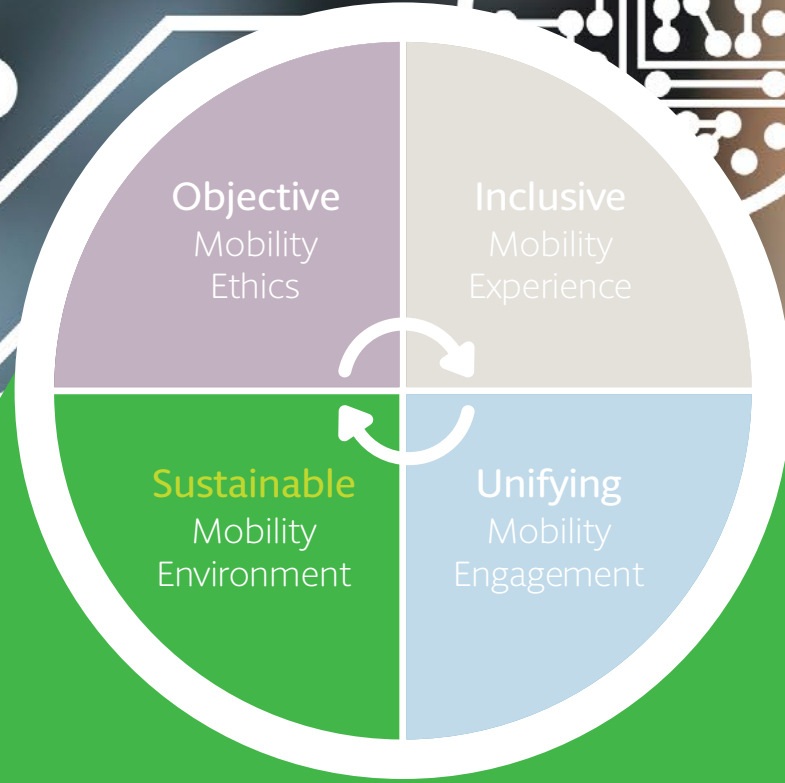 Objective
Mobility
Ethics
Inclusive
Mobility
Experience
Sustainable
Mobility
Environment
Unifying
Mobility
Engagement